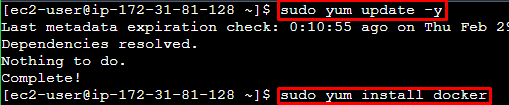 [ec2-user@ip-172-31-81-128 ~]$ sudo yum update -y
Last metadata expiration check: 0:10:55 ago on Thu Feb 29
Dependencies resolved.
Nothing to do.
Complete!
[ec2-user@ip-172-31-81-128 ~]$ sudo yum install docker